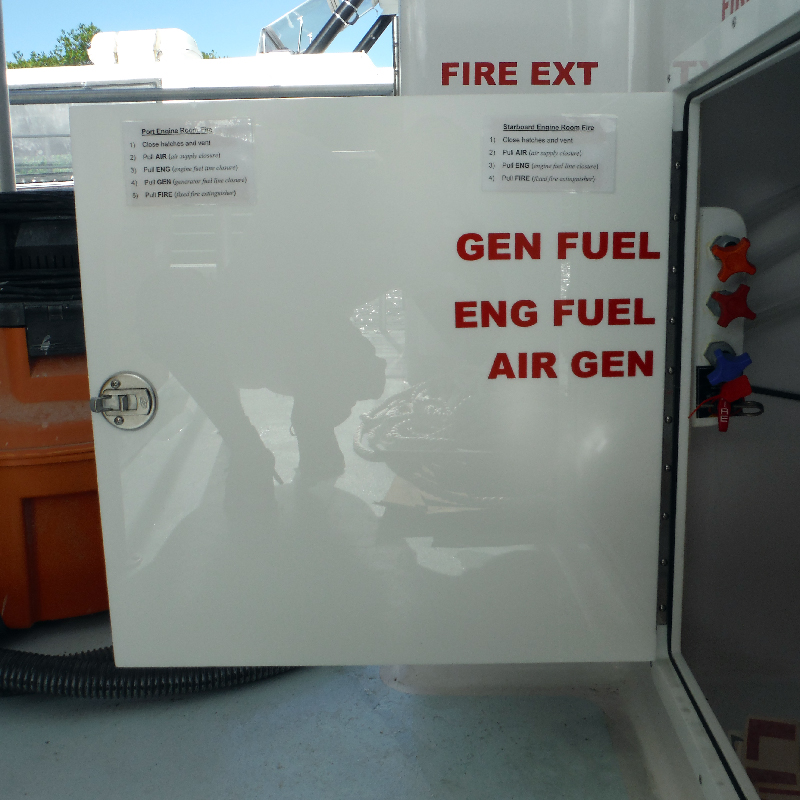 FIRE EXT
Port Engine Room Fire
1) Close hatches and vent
2) Pull AIR (air supply closure)
3) Pull ENG (engine fuel line closure)
4) Pull GEN (generator fuel line closure)
5) Pull FIRE (fixed fire extinguisher)
Starboard Engine Room Fire
1) Close hatches and vent
2) Pull AIR (air supply closure)
3) Pull ENG (engine fuel line closure)
4) Pull FIRE (fixed fire extinguisher)
GEN FUEL
ENG FUEL
AIR GEN